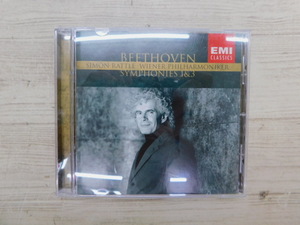 BEETHOVEN
SIMON RATTLE · WIENER PHILHARMONIKER
SYMPHONIES 1&3
EMI
CLASSICS